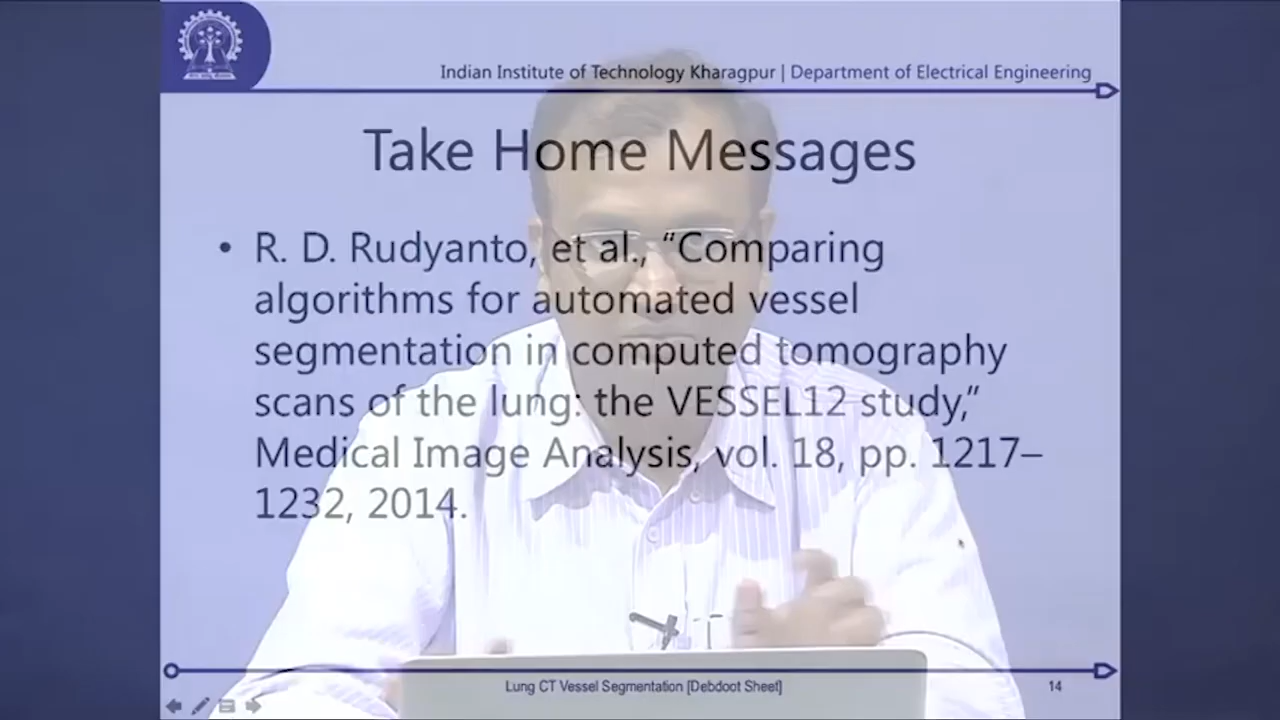 Indian Institute of Technology Kharagpur | Department of Electrical Engineering
Take Home Messages
• R. D. Rudyanto, et al., “Comparing
algorithms for automated vessel
segmentation in computed tomography
scans of the lung: the VESSEL12 study,”
Medical Image Analysis, vol. 18, pp. 1217–
1232, 2014.
Lung CT Vessel Segmentation [Debdoot Sheet]
14